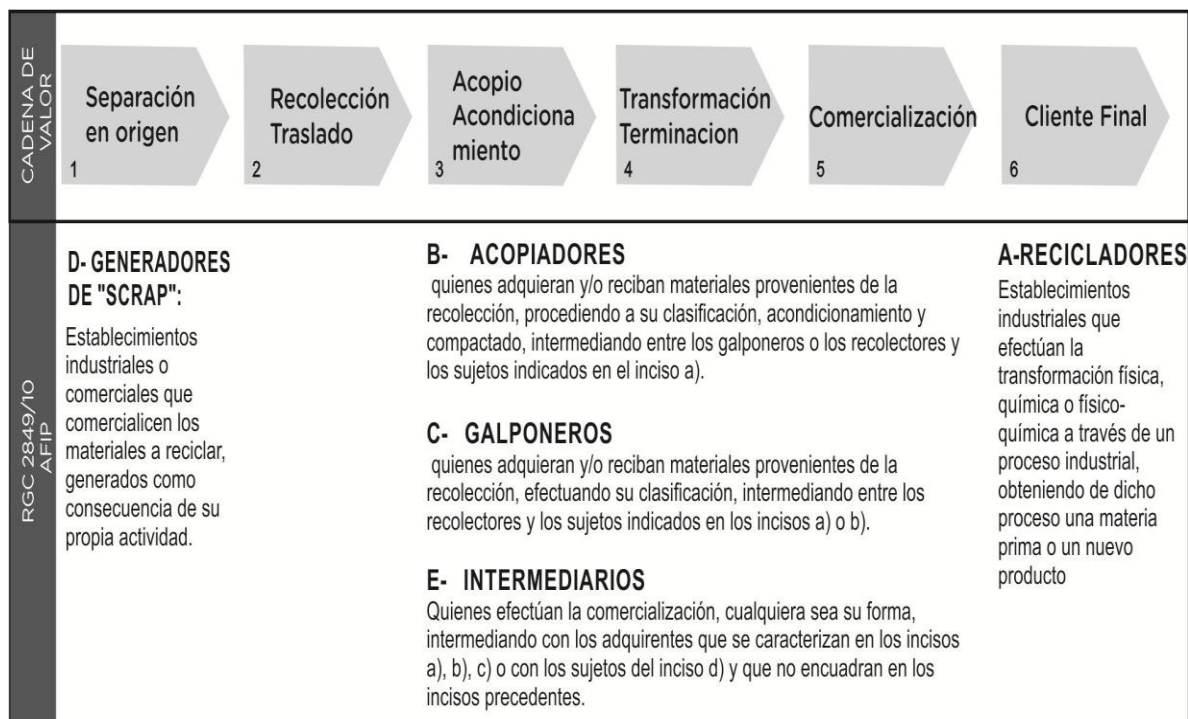 CADENA DE
VALOR
Separación
en origen
1
Recolección
Traslado
2
Acopio
Acondiciona
miento
3
Transformación
Terminacion
4
Comercialización
5
Cliente Final
6
RGC 2849/10
AFIP
D- GENERADORES
DE "SCRAP":
Establecimientos
industriales o
comerciales que
comercialicen los
materiales a reciclar,
generados como
consecuencia de su
propia actividad.
B- ACOPIADORES
quienes adquieran y/o reciban materiales provenientes de la
recolección, procediendo a su clasificación, acondicionamiento y
compactado, intermediando entre los galponeros o los recolectores y
los sujetos indicados en el inciso a).
C- GALPONEROS
quienes adquieran y/o reciban materiales provenientes de la
recolección, efectuando su clasificación, intermediando entre los
recolectores y los sujetos indicados en los incisos a) o b).
E- INTERMEDIARIOS
Quienes efectúan la comercialización, cualquiera sea su forma,
intermediando con los adquirentes que se caracterizan en los incisos
a), b), c) o con los sujetos del inciso d) y que no encuadran en los
incisos precedentes.
A-RECICLADORES
Establecimientos
industriales que
efectúan la
transformación física,
química o físico-
química a través de un
proceso industrial,
obteniendo de dicho
proceso una materia
prima o un nuevo
producto